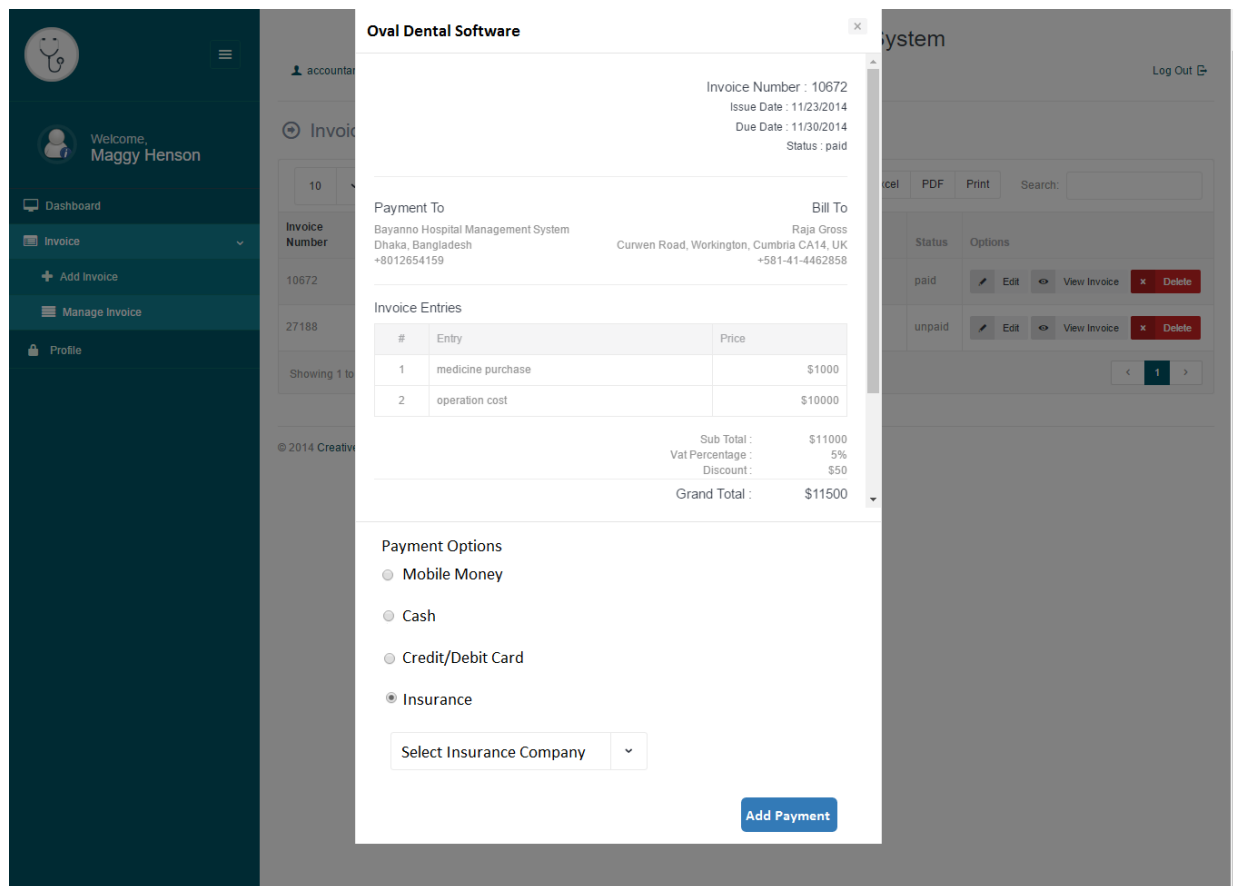 Oval Dental Software
×
ystem
accountan
Log Out
Welcome,
Maggy Henson
Dashboard
Invoice
Add Invoice
Manage Invoice
Profile
Invoic
10
cel PDF Print Search:
Invoice
Number
Status Options
10672
paid Edit View Invoice × Delete
27188
unpaid Edit View Invoice × Delete
Showing 1 to
‹ 1 ›
© 2014 Creative
Invoice Number : 10672
Issue Date : 11/23/2014
Due Date : 11/30/2014
Status : paid
Payment To
Bayanno Hospital Management System
Dhaka, Bangladesh
+8012654159
Bill To
Raja Gross
Curwen Road, Workington, Cumbria CA14, UK
+581-41-4462858
Invoice Entries
# Entry Price
1 medicine purchase $1000
2 operation cost $10000
Sub Total : $11000
Vat Percentage : 5%
Discount : $50
Grand Total : $11500
Payment Options
Mobile Money
Cash
Credit/Debit Card
Insurance
Select Insurance Company
Add Payment